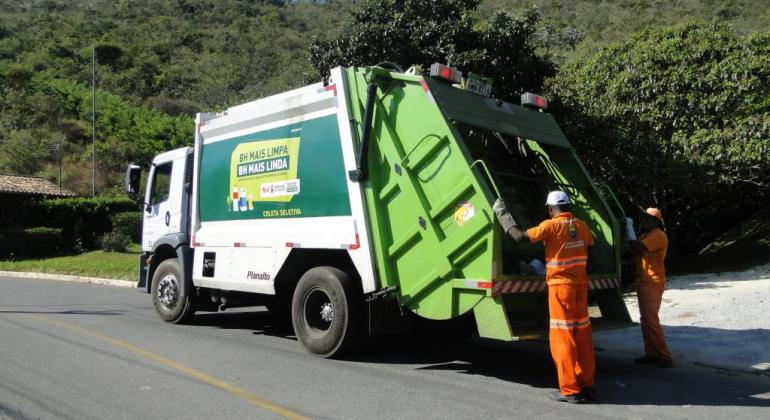 BH MAIS LIMPA
BH MAIS LINDA
COLETA SELETIVA
Planalto